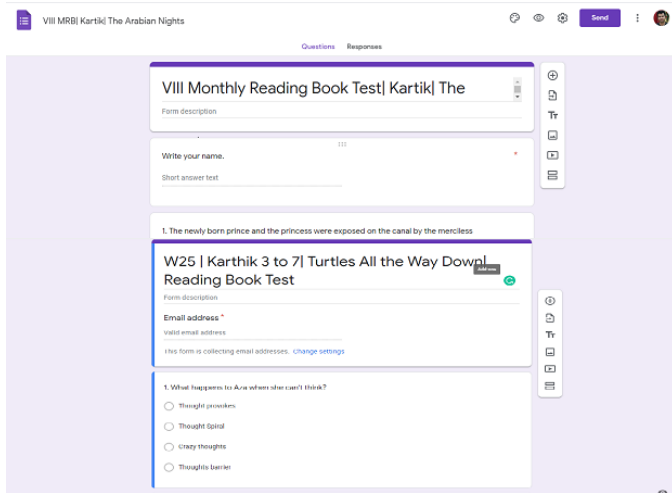 VIII MRB| Kartik| The Arabian Nights
Send
Questions Responses
VIII Monthly Reading Book Test| Kartik| The
Form description
Write your name. *
Short answer text
1. The newly born prince and the princess were exposed on the canal by the merciless
W25 | Karthik 3 to 7| Turtles All the Way Down|
Reading Book Test
Form description
Email address *
Valid email address
This form is collecting email addresses. Change settings
1. What happens to Aza when she can't think?
Thought provokes
Thought Spiral
Crazy thoughts
Thoughts barrier